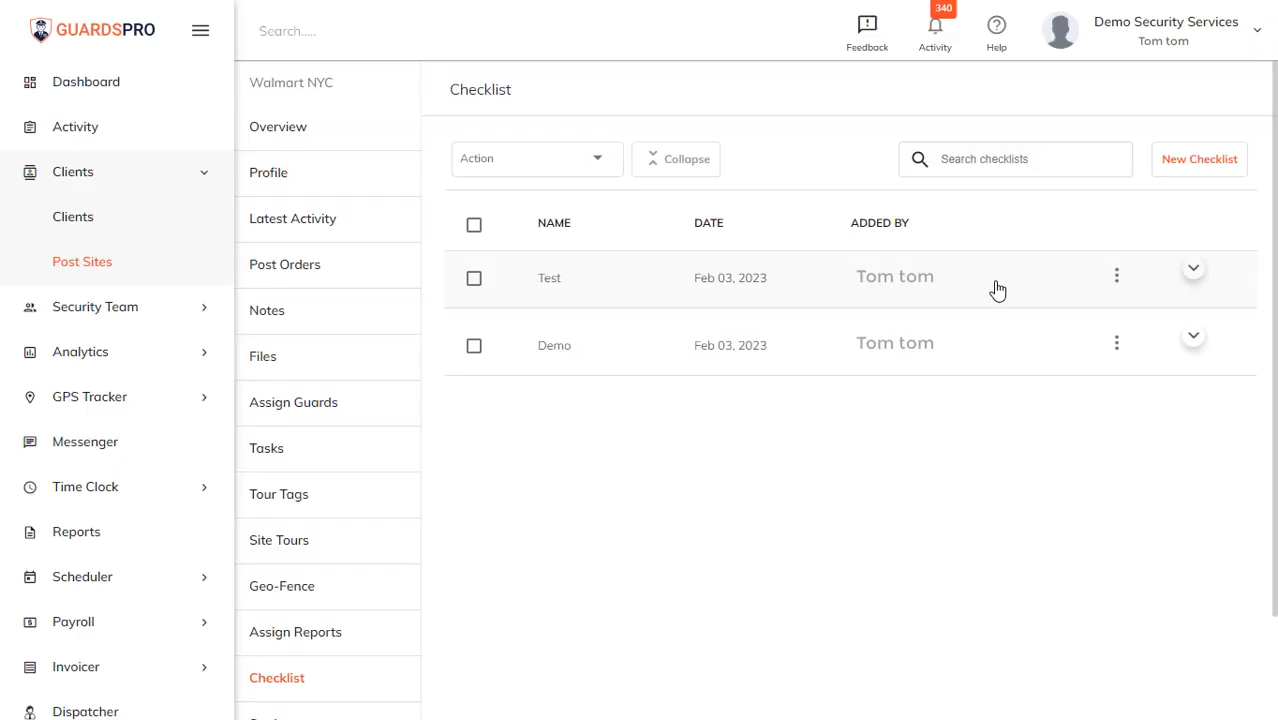 GUARDSPRO
Search.....
Feedback
340
Activity
Help
Demo Security Services
Tom tom
Dashboard
Activity
Clients
Clients
Post Sites
Security Team
Analytics
GPS Tracker
Messenger
Time Clock
Reports
Scheduler
Payroll
Invoicer
Dispatcher
Walmart NYC
Overview
Profile
Latest Activity
Post Orders
Notes
Files
Assign Guards
Tasks
Tour Tags
Site Tours
Geo-Fence
Assign Reports
Checklist
Checklist
Action
Collapse
Search checklists
New Checklist
NAME DATE ADDED BY
Test Feb 03, 2023 Tom tom
Demo Feb 03, 2023 Tom tom